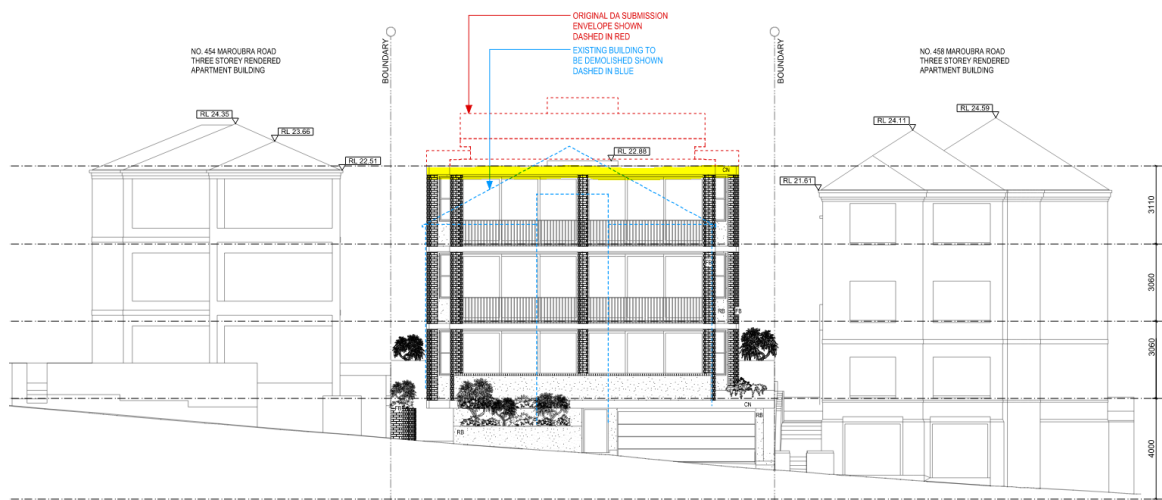 ORIGINAL DA SUBMISSION
ENVELOPE SHOWN
DASHED IN RED
EXISTING BUILDING TO
BE DEMOLISHED SHOWN
DASHED IN BLUE
NO. 454 MAROUBRA ROAD
THREE STOREY RENDERED
APARTMENT BUILDING
BOUNDARY
BOUNDARY
NO. 458 MAROUBRA ROAD
THREE STOREY RENDERED
APARTMENT BUILDING
RL 24.35
RL 23.66
RL 22.51
RL 22.88
RL 24.59
RL 24.11
RL 21.61
CN
3110
3060
RB
FB
3060
CN
RB
RB
4000